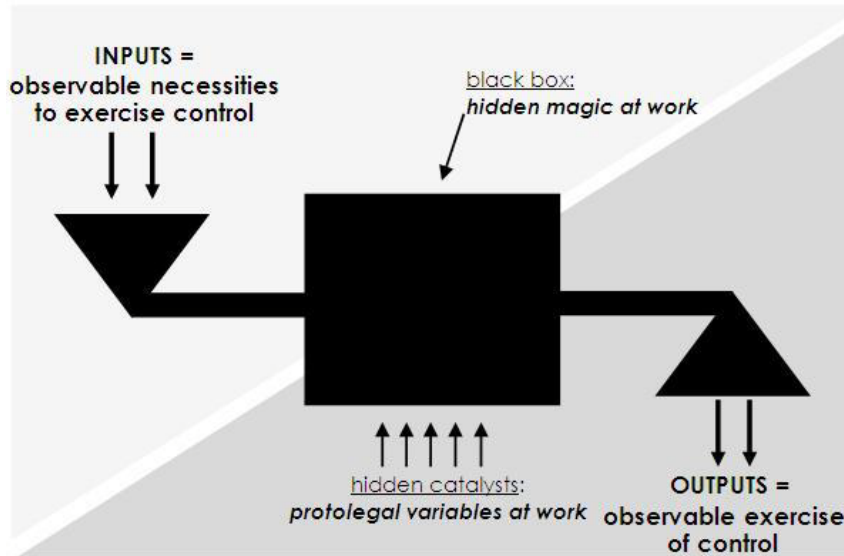 INPUTS =
observable necessities
to exercise control
black box:
hidden magic at work
hidden catalysts:
protolegal variables at work
OUTPUTS =
observable exercise
of control